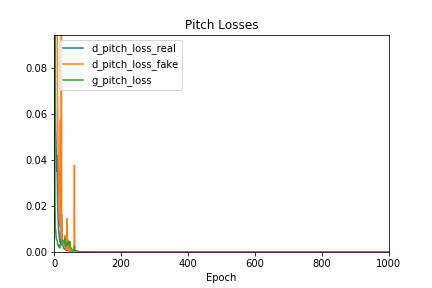 Pitch Losses
d_pitch_loss_real
d_pitch_loss_fake
g_pitch_loss
0.08
0.06
0.04
0.02
0.00
0 200 400 600 800 1000
Epoch